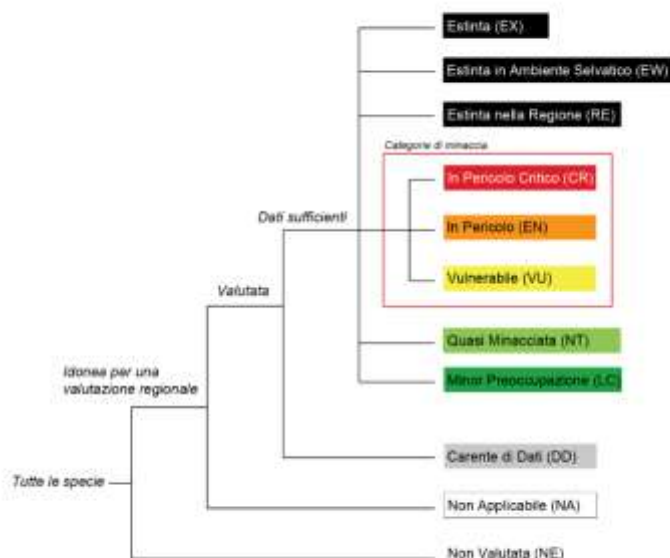 Estinta (EX)
Estinta in Ambiente Selvatico (EW)
Estinta nella Regione (RE)
Categorie di minaccia
In Pericolo Critico (CR)
Dati sufficienti
In Pericolo (EN)
Vulnerabile (VU)
Valutata
Quasi Minacciata (NT)
Idonea per una
valutazione regionale
Minor Preoccupazione (LC)
Carente di Dati (DD)
Tutte le specie
Non Applicabile (NA)
Non Valutata (NE)